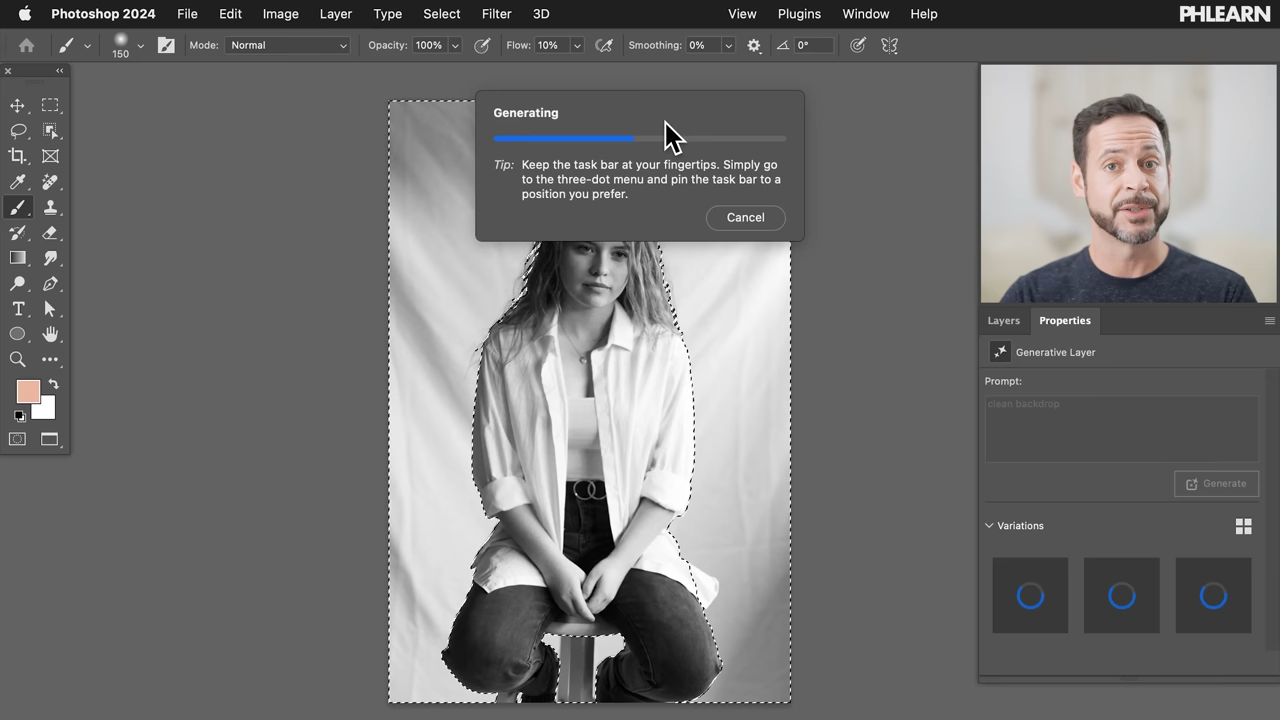 Photoshop 2024 File Edit Image Layer Type Select Filter 3D View Plugins Window Help
PHLEARN
150 Mode: Normal Opacity: 100% Flow: 10% Smoothing: 0% 0°
Generating
Tip: Keep the task bar at your fingertips. Simply go
to the three-dot menu and pin the task bar to a
position you prefer.
Cancel
Layers Properties
Generative Layer
Prompt:
clean backdrop
Generate
Variations